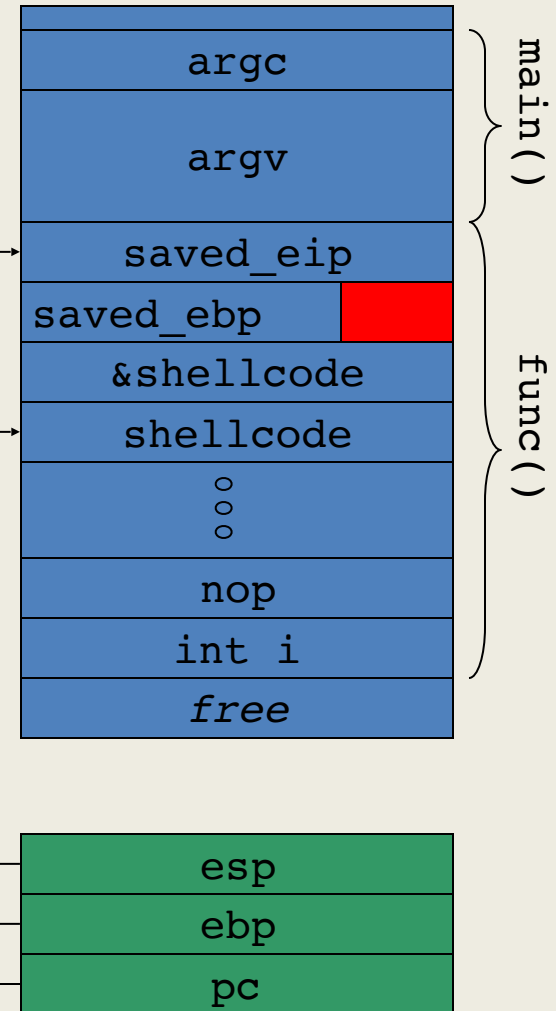 argc
main()
argv
saved_eip
saved_ebp
&shellcode
func()
shellcode
nop
int i
free
esp
ebp
pc